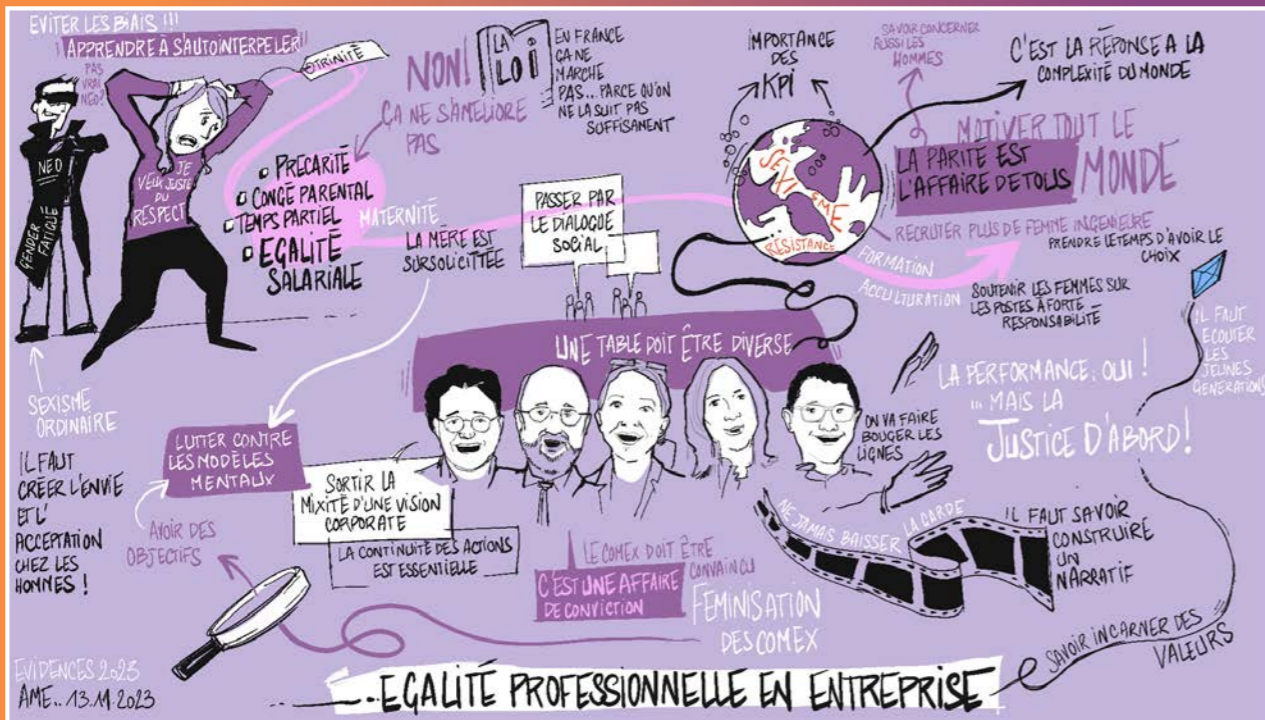 EVITER LES BIAIS !!!
APPRENDRE À S'AUTOINTERPELER
PAS
VRAI
NEO?
OTRINITÉ
NEO
GENDER
FATIGUE
JE
VEUX JUSTE
DU
RESPECT
NON!
ÇA NE S'AMÉLIORE
PAS
LA
LOi
EN FRANCE
ÇA NE
MARCHE
PAS... PARCE QU'ON
NE LA SUIT PAS
SUFFISAMENT
PRÉCARITÉ
CONGÉ PARENTAL
TEMPS PARTIEL
EGALITÉ
SALARIALE
MATERNITÉ
LA MÈRE EST
SURSOLICITTÉE
PASSER PAR
LE DIALOGUE
SOCIAL
IMPORTANCE
DES
KPI
SEXISME
RÉSISTANCE
SAVOIR CONCERNER
AUSSI LES
HOMMES
C'EST LA RÉPONSE A LA
COMPLEXITÉ DU MONDE
MOTIVER TOUT LE
MONDE
LA PARITÉ EST
L'AFFAIRE DE TOUS
RECRUTER PLUS DE FEMME INGENIEURE
PRENDRE LE TEMPS D'AVOIR LE
CHOIX
FORMATION
ACCULTURATION
SOUTENIR LES FEMMES SUR
LES POSTES À FORTE
RESPONSABILITÉ
IL FAUT
ECOUTER
LES
JEUNES
GENERATIONS
UNE TABLE DOIT ÊTRE DIVERSE
ON VA FAIRE
BOUGER LES
LIGNES
LA PERFORMANCE: OUI !
... MAIS LA
JUSTICE D'ABORD!
SEXISME
ORDINAIRE
IL FAUT
CRÉER L'ENVIE
ET L'
ACCEPTATION
CHEZ LES
HOMMES !
LUTTER CONTRE
LES MODÈLES
MENTAUX
AVOIR DES
OBJECTIFS
SORTIR LA
MIXITÉ D'UNE VISION
CORPORATE
LA CONTINUITÉ DES ACTIONS
EST ESSENTIELLE
LE COMEX DOIT ÊTRE
CONVAINCU
C'EST UNE AFFAIRE
DE CONVICTION
FEMINISATION
DES COMEX
NE JAMAIS BAISSER LA GARDE
IL FAUT SAVOIR
CONSTRUIRE
UN
NARRATIF
SAVOIR INCARNER DES
VALEURS
EVIDENCES 2023
AME.. 13.11.2023
...EGALITÉ PROFESSIONNELLE EN ENTREPRISE